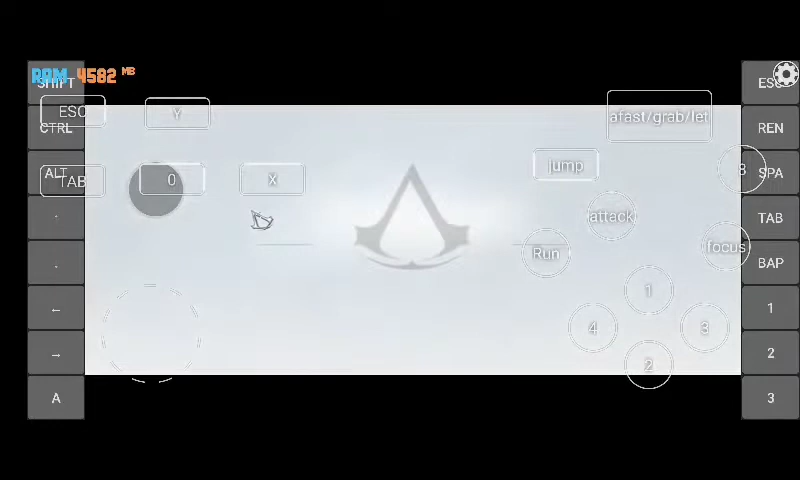 RAM 4582 MB
SHIFT
ESC
ESC
Y
afast/grab/let
CTRL
REN
jump
ALT
TAB
0
X
8
SPA
attack
TAB
Run
focus
.
BAP
←
1
1
4
3
→
2
2
A
3